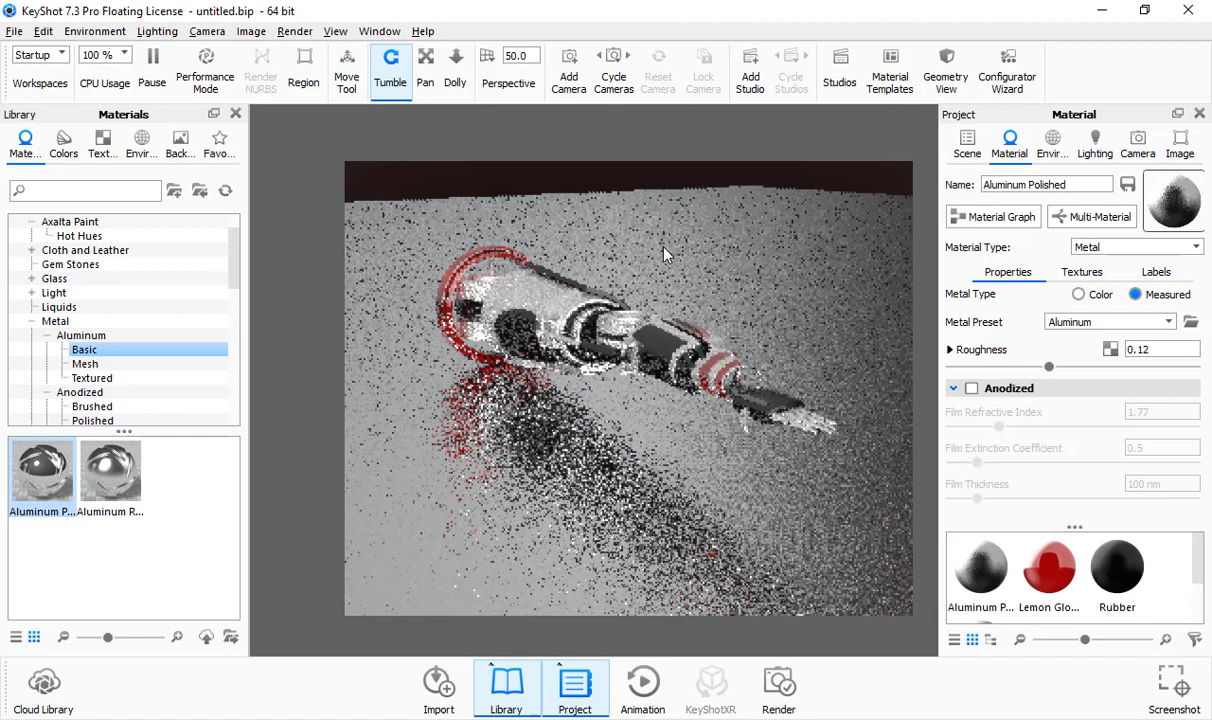 KeyShot 7.3 Pro Floating License - untitled.bip - 64 bit
File Edit Environment Lighting Camera Image Render View Window Help
Startup 100 % 50.0
Workspaces CPU Usage Pause Performance Mode Render NURBS Region Move Tool Tumble Pan Dolly Perspective Add Camera Cycle Cameras Reset Camera Lock Camera Add Studio Cycle Studios Studios Material Templates Geometry View Configurator Wizard
Library Materials
Mate... Colors Text... Envir... Back... Favo...
Axalta Paint
Hot Hues
Cloth and Leather
Gem Stones
Glass
Light
Liquids
Metal
Aluminum
Basic
Mesh
Textured
Anodized
Brushed
Polished
Aluminum P... Aluminum R...
Project Material
Scene Material Envir... Lighting Camera Image
Name: Aluminum Polished
Material Graph Multi-Material
Material Type: Metal
Properties Textures Labels
Metal Type Color Measured
Metal Preset Aluminum
Roughness 0.12
Anodized
Film Refractive Index 1.77
Film Extinction Coefficient 0.5
Film Thickness 100 nm
Aluminum P... Lemon Glo... Rubber
Cloud Library Import Library Project Animation KeyShotXR Render Screenshot